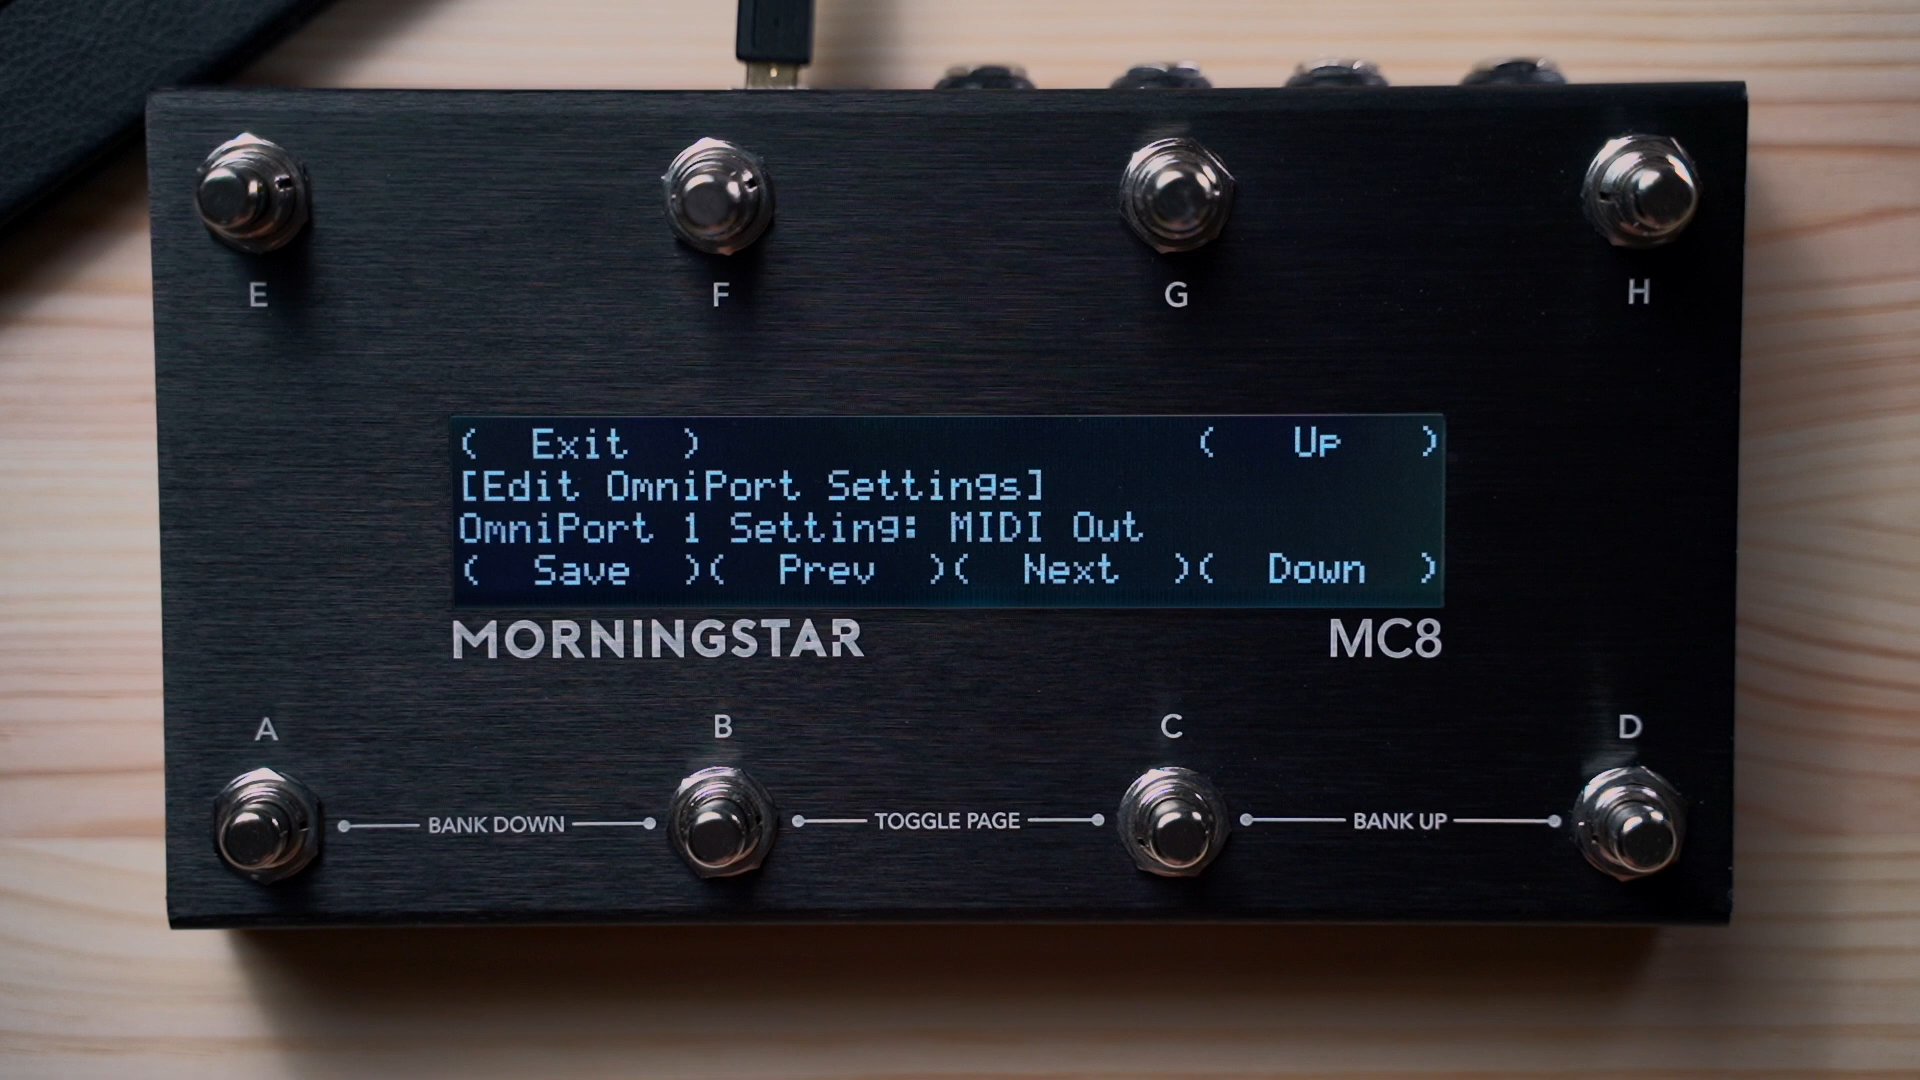 E F G H
( Exit ) ( Up )
[Edit OmniPort Settings]
OmniPort 1 Setting: MIDI Out
( Save )( Prev )( Next )( Down )
MORNINGSTAR MC8
A B C D
BANK DOWN TOGGLE PAGE BANK UP